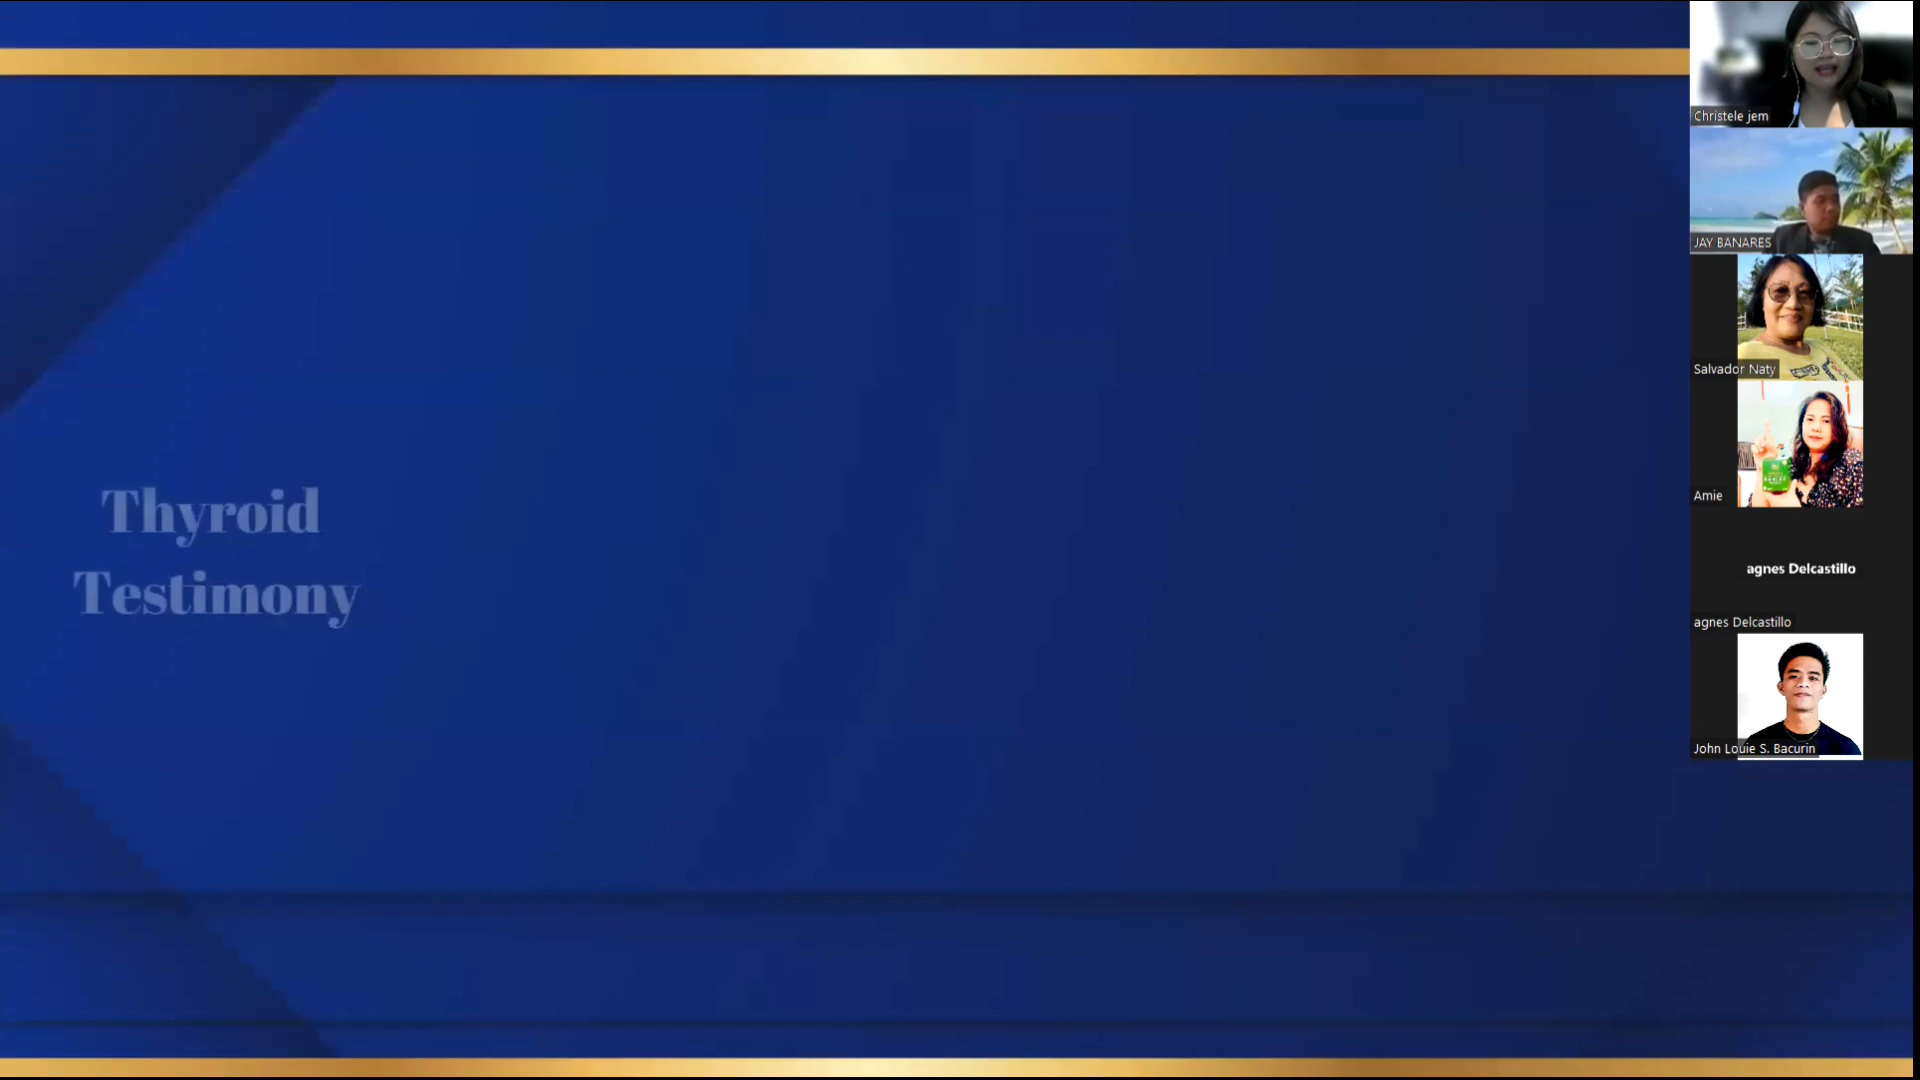 Thyroid
Testimony
Christele jem
JAY BANARES
Salvador Naty
Amie
agnes Delcastillo
agnes Delcastillo
John Louie S. Bacurin